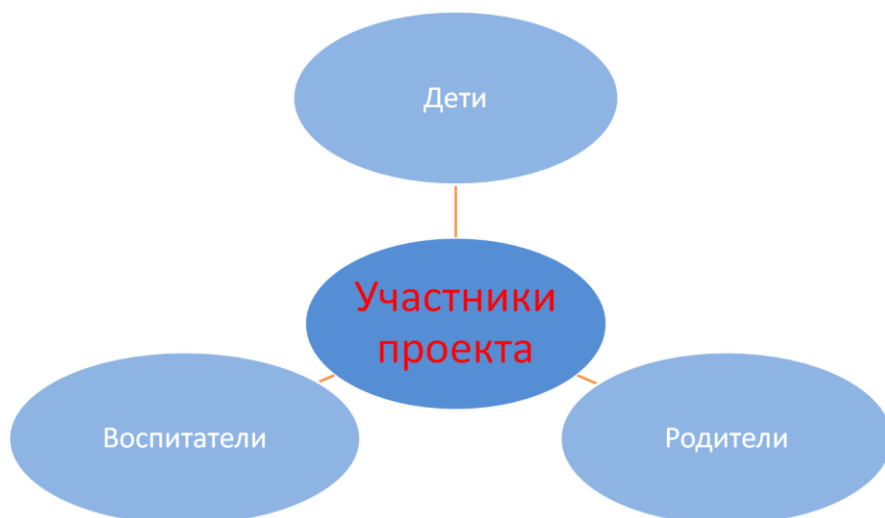 Дети
Участники
проекта
Воспитатели
Родители